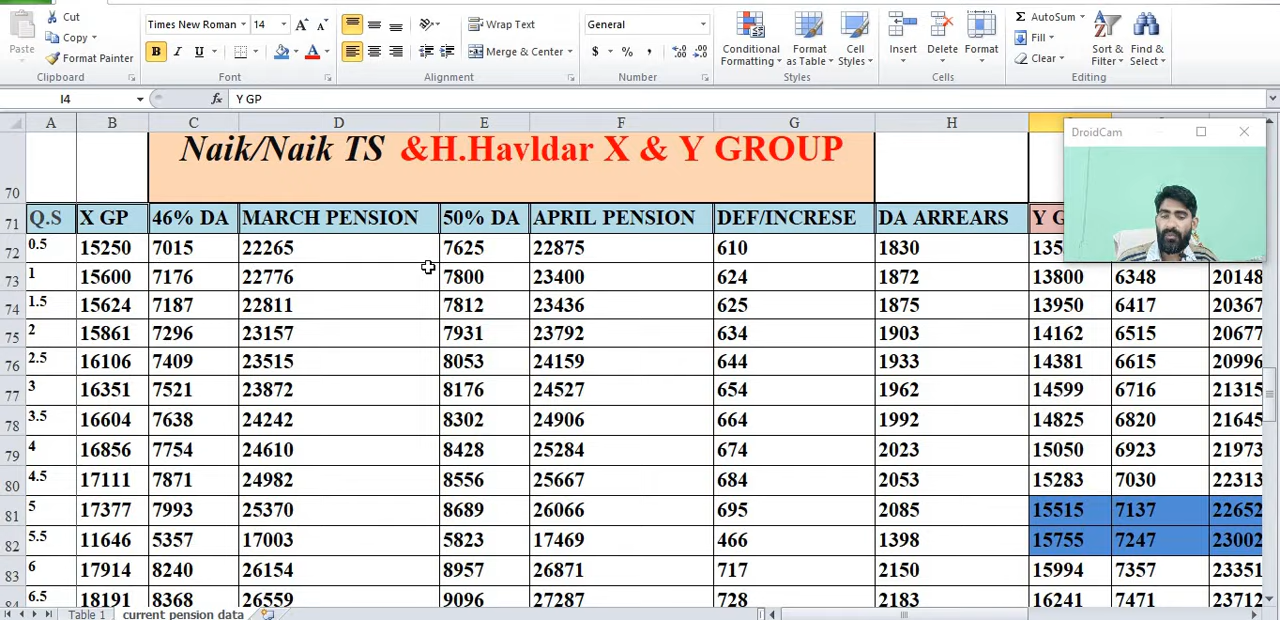 Cut
Copy
Format Painter
Paste
Clipboard
Times New Roman 14
B I U
Font
Wrap Text
Merge & Center
Alignment
General
$ % ,
Number
Conditional Formatting
Format as Table
Cell Styles
Styles
Insert
Delete
Format
Cells
Σ AutoSum
Fill
Clear
Sort & Filter
Find & Select
Editing
I4 fx Y GP
A B C D E F G H
DroidCam
70 Naik/Naik TS &H.Havldar X & Y GROUP
71 Q.S X GP 46% DA MARCH PENSION 50% DA APRIL PENSION DEF/INCRESE DA ARREARS Y G
72 0.5 15250 7015 22265 7625 22875 610 1830 135
73 1 15600 7176 22776 7800 23400 624 1872 13800 6348 20148
74 1.5 15624 7187 22811 7812 23436 625 1875 13950 6417 20367
75 2 15861 7296 23157 7931 23792 634 1903 14162 6515 20677
76 2.5 16106 7409 23515 8053 24159 644 1933 14381 6615 20996
77 3 16351 7521 23872 8176 24527 654 1962 14599 6716 21315
78 3.5 16604 7638 24242 8302 24906 664 1992 14825 6820 21645
79 4 16856 7754 24610 8428 25284 674 2023 15050 6923 21973
80 4.5 17111 7871 24982 8556 25667 684 2053 15283 7030 22313
81 5 17377 7993 25370 8689 26066 695 2085 15515 7137 22652
82 5.5 11646 5357 17003 5823 17469 466 1398 15755 7247 23002
83 6 17914 8240 26154 8957 26871 717 2150 15994 7357 23351
84 6.5 18191 8368 26559 9096 27287 728 2183 16241 7471 23712
Table 1 current pension data